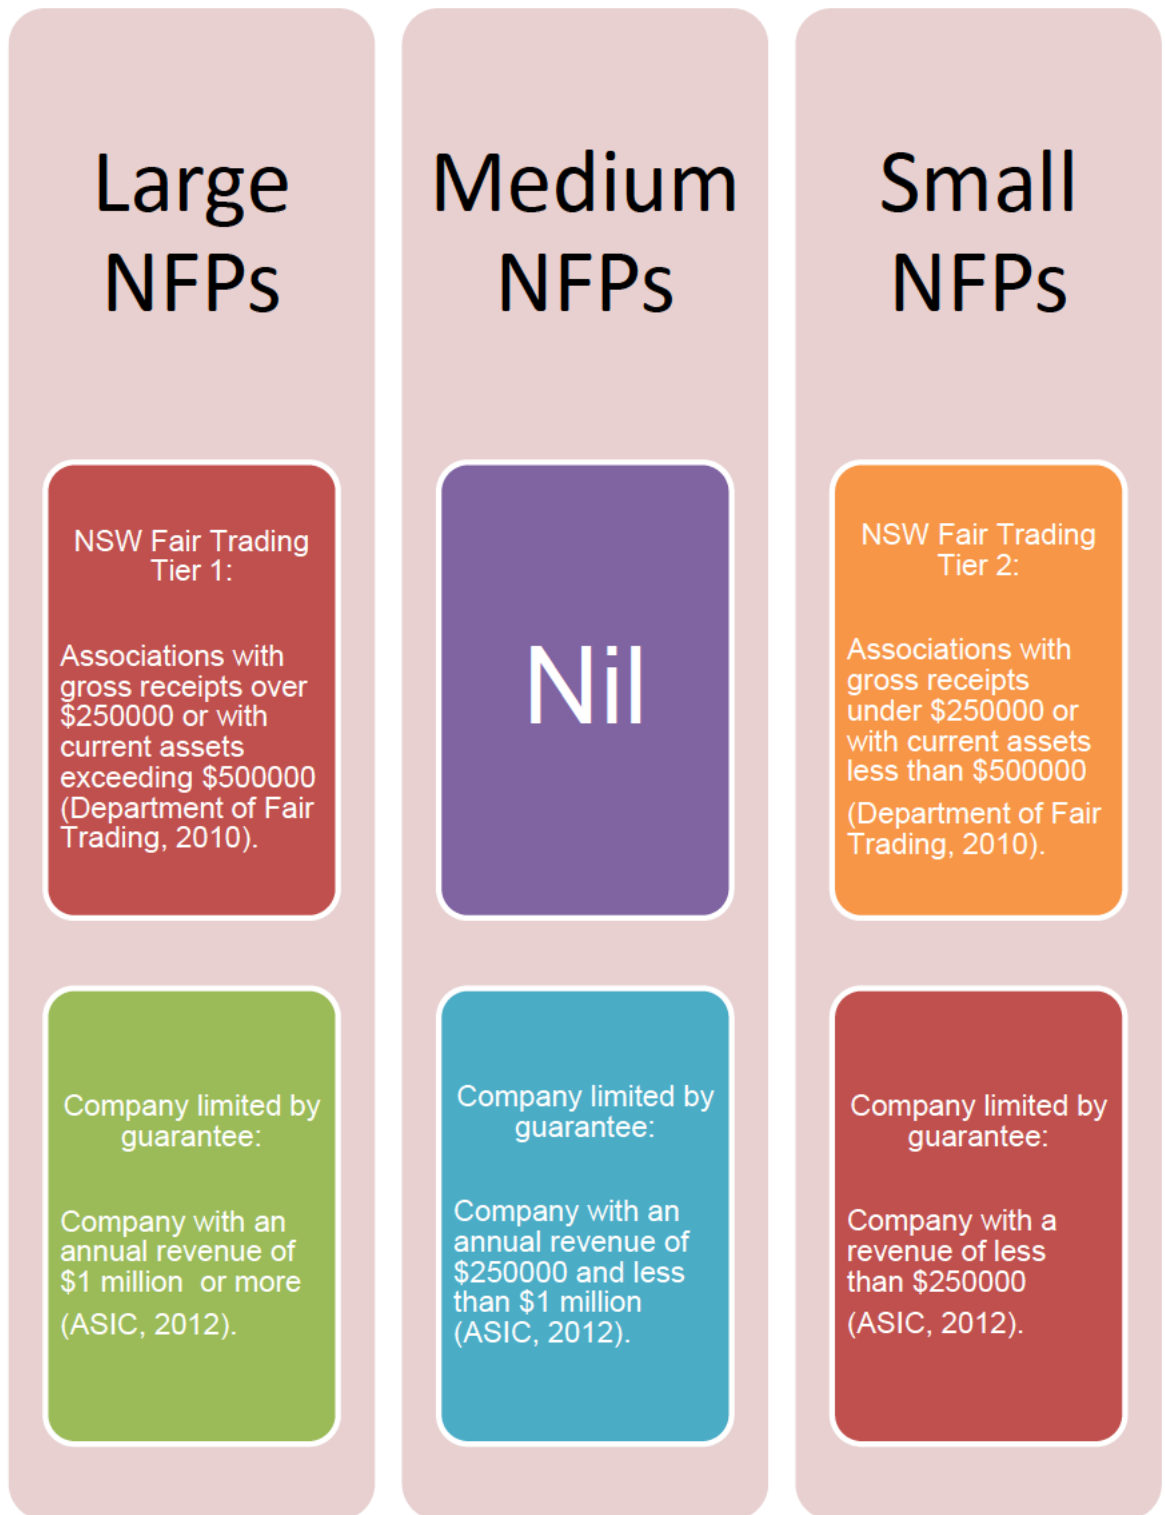 Large
NFPs
NSW Fair Trading
Tier 1:
Associations with
gross receipts over
$250000 or with
current assets
exceeding $500000
(Department of Fair
Trading, 2010).
Company limited by
guarantee:
Company with an
annual revenue of
$1 million  or more
(ASIC, 2012).
Medium
NFPs
Nil
Company limited by
guarantee:
Company with an
annual revenue of
$250000 and less
than $1 million
(ASIC, 2012).
Small
NFPs
NSW Fair Trading
Tier 2:
Associations with
gross receipts
under $250000 or
with current assets
less than $500000
(Department of Fair
Trading, 2010).
Company limited by
guarantee:
Company with a
revenue of less
than $250000
(ASIC, 2012).